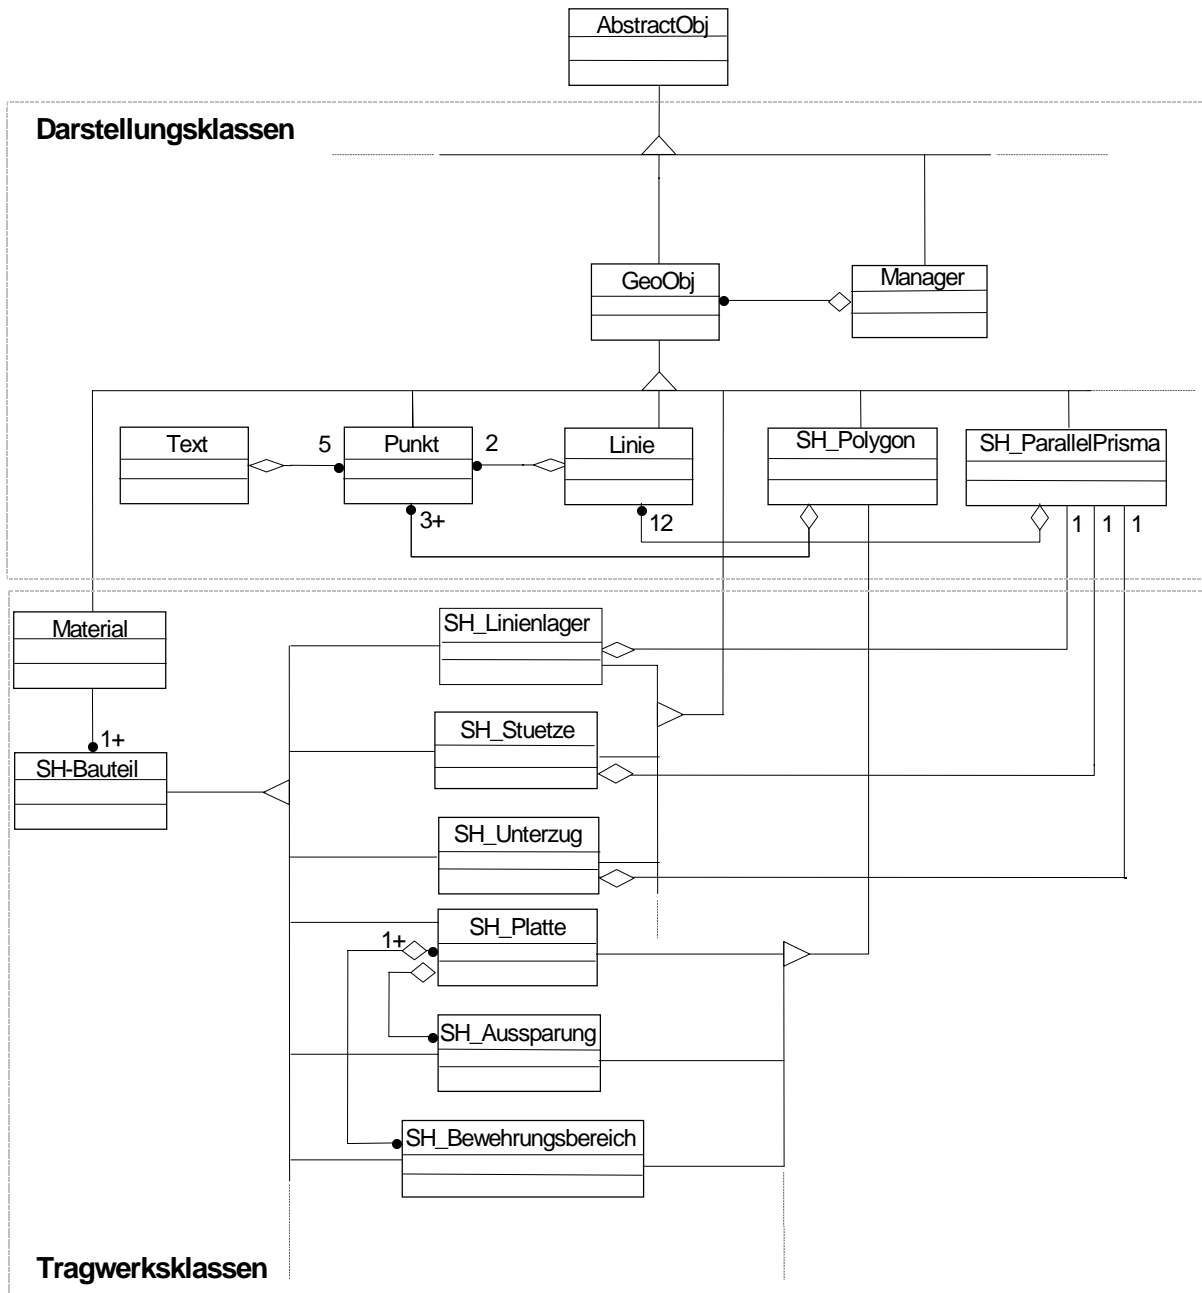 AbstractObj
Darstellungsklassen
GeoObj
Manager
Text
5
Punkt
2
Linie
SH_Polygon
SH_ParallelPrisma
3+
12
1
1
1
Material
SH_Linienlager
1+
SH_Stuetze
SH-Bauteil
SH_Unterzug
SH_Platte
1+
SH_Aussparung
SH_Bewehrungsbereich
Tragwerksklassen